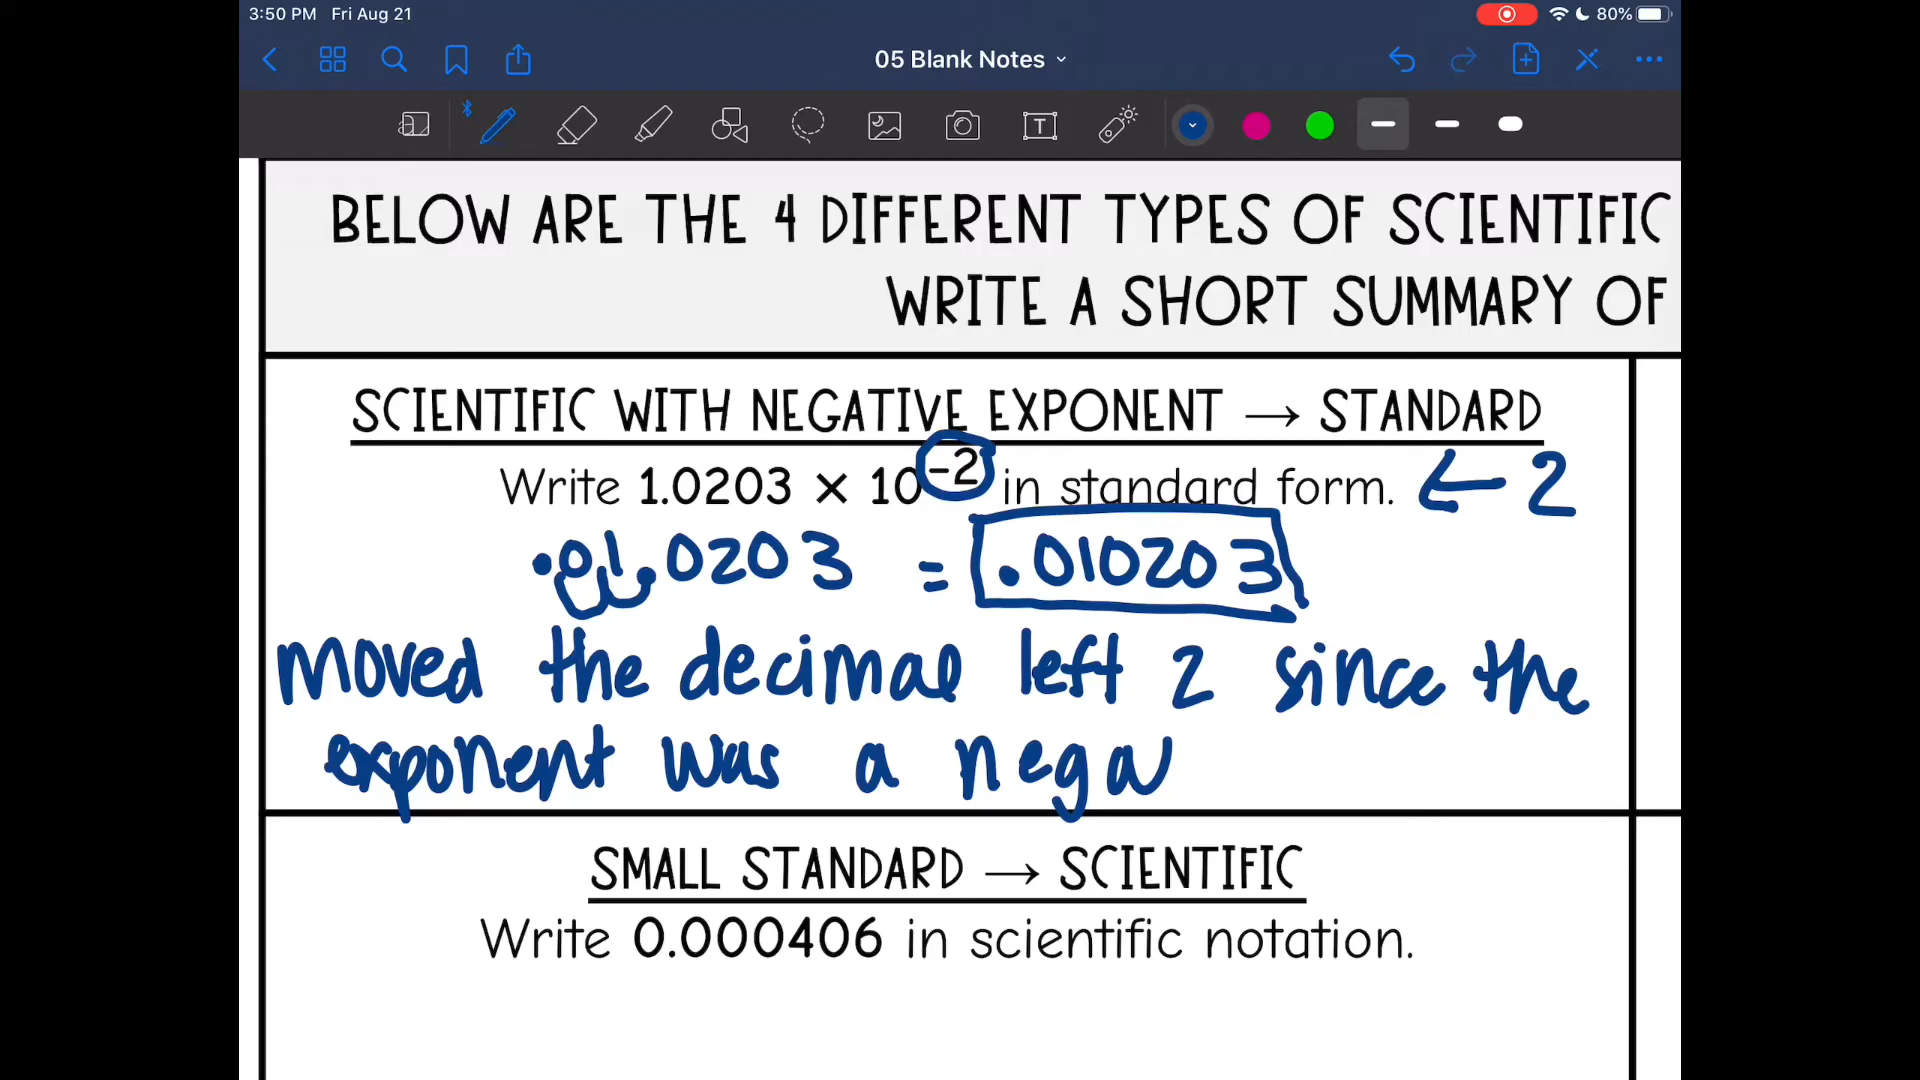 3:50 PM Fri Aug 21 80%
05 Blank Notes
BELOW ARE THE 4 DIFFERENT TYPES OF SCIENTIFIC
WRITE A SHORT SUMMARY OF
SCIENTIFIC WITH NEGATIVE EXPONENT → STANDARD
Write 1.0203 × 10⁻² in standard form. ← 2
.01.0203 = .010203
moved the decimal left 2 since the
exponent was a nega
SMALL STANDARD → SCIENTIFIC
Write 0.000406 in scientific notation.